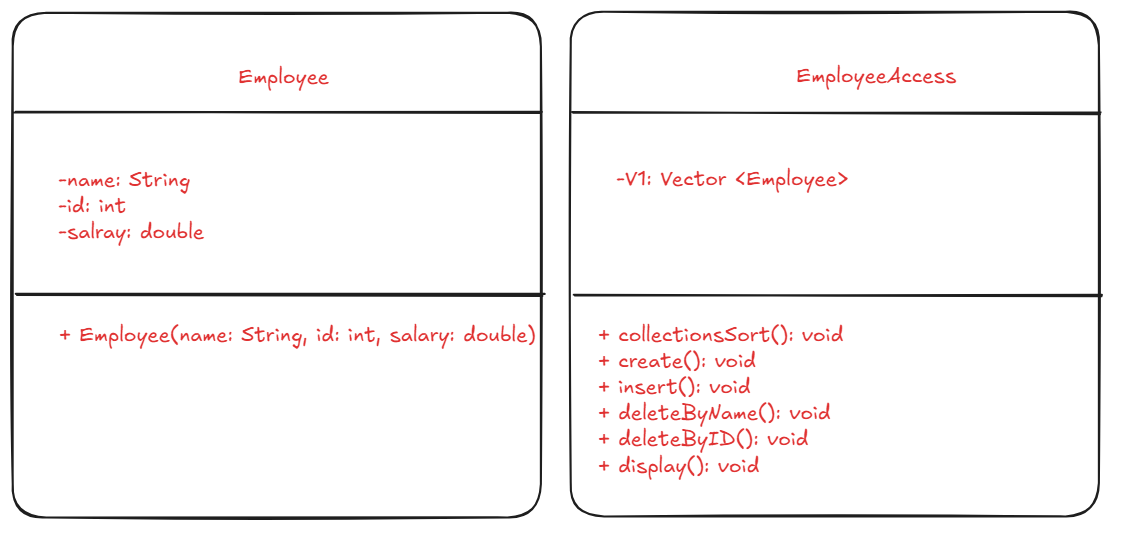 Employee
-name: String
-id: int
-salray: double
+ Employee(name: String, id: int, salary: double)
EmployeeAccess
-V1: Vector <Employee>
+ collectionsSort(): void
+ create(): void
+ insert(): void
+ deleteByName(): void
+ deleteByID(): void
+ display(): void